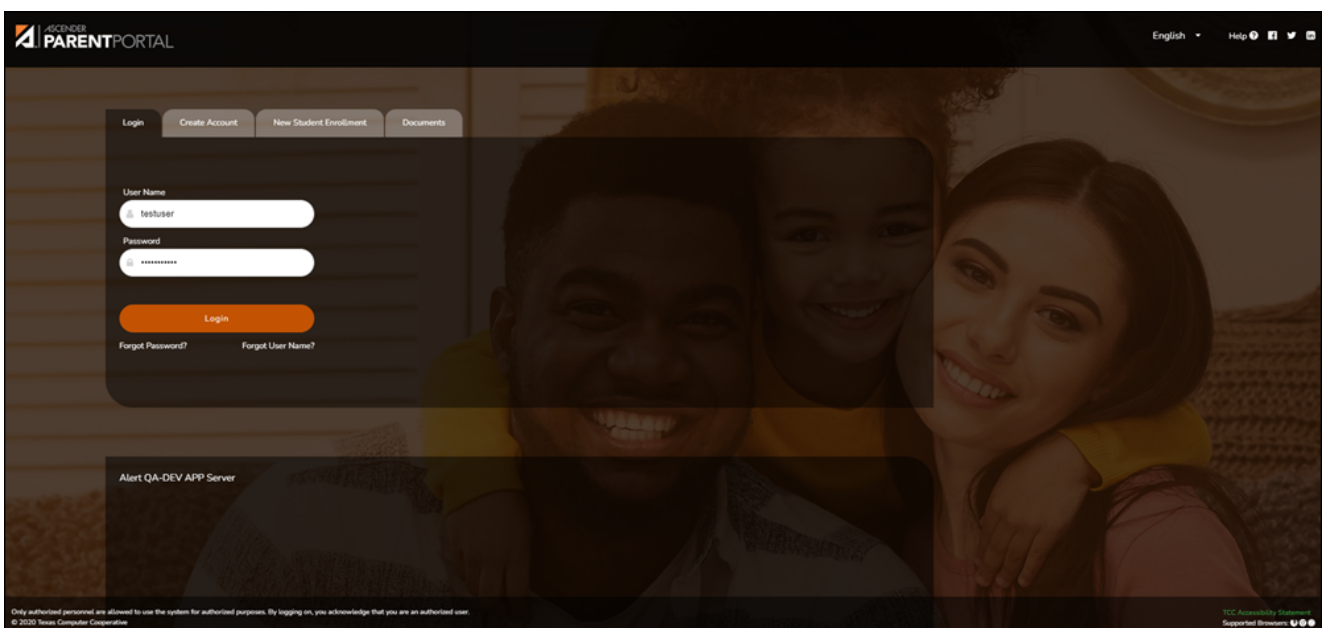 ASCENDER
PARENTPORTAL
English
Help
Login
Create Account
New Student Enrollment
Documents
User Name
testuser
Password
Login
Forgot Password?
Forgot User Name?
Alert QA-DEV APP Server
Only authorized personnel are allowed to use the system for authorized purposes. By logging on, you acknowledge that you are an authorized user.
© 2020 Texas Computer Cooperative
TCC Accessibility Statement
Supported Browsers: